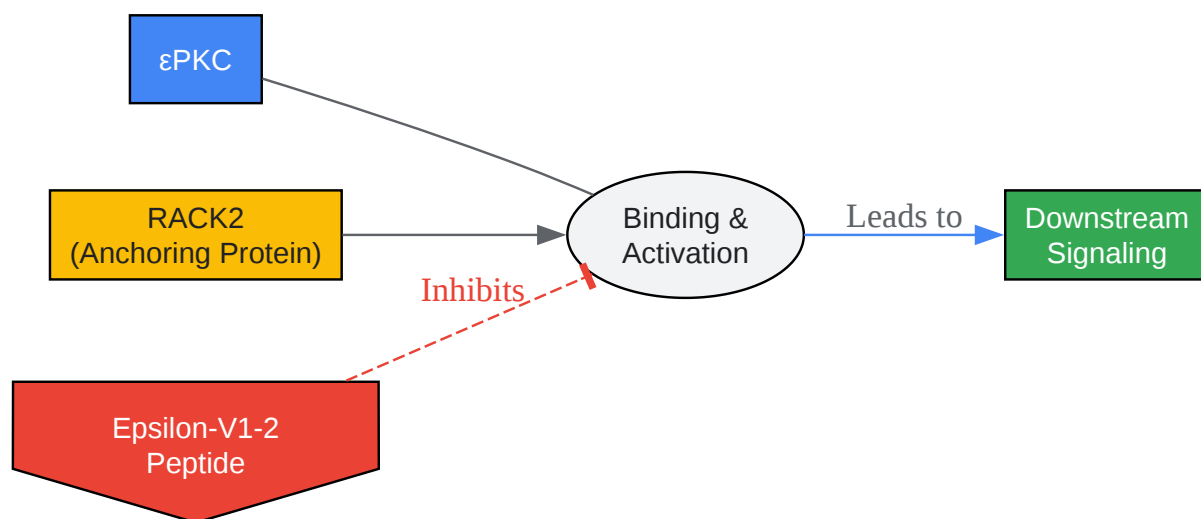 εPKC
RACK2
(Anchoring Protein)
Binding &
Activation
Leads to
Downstream
Signaling
Inhibits
Epsilon-V1-2
Peptide